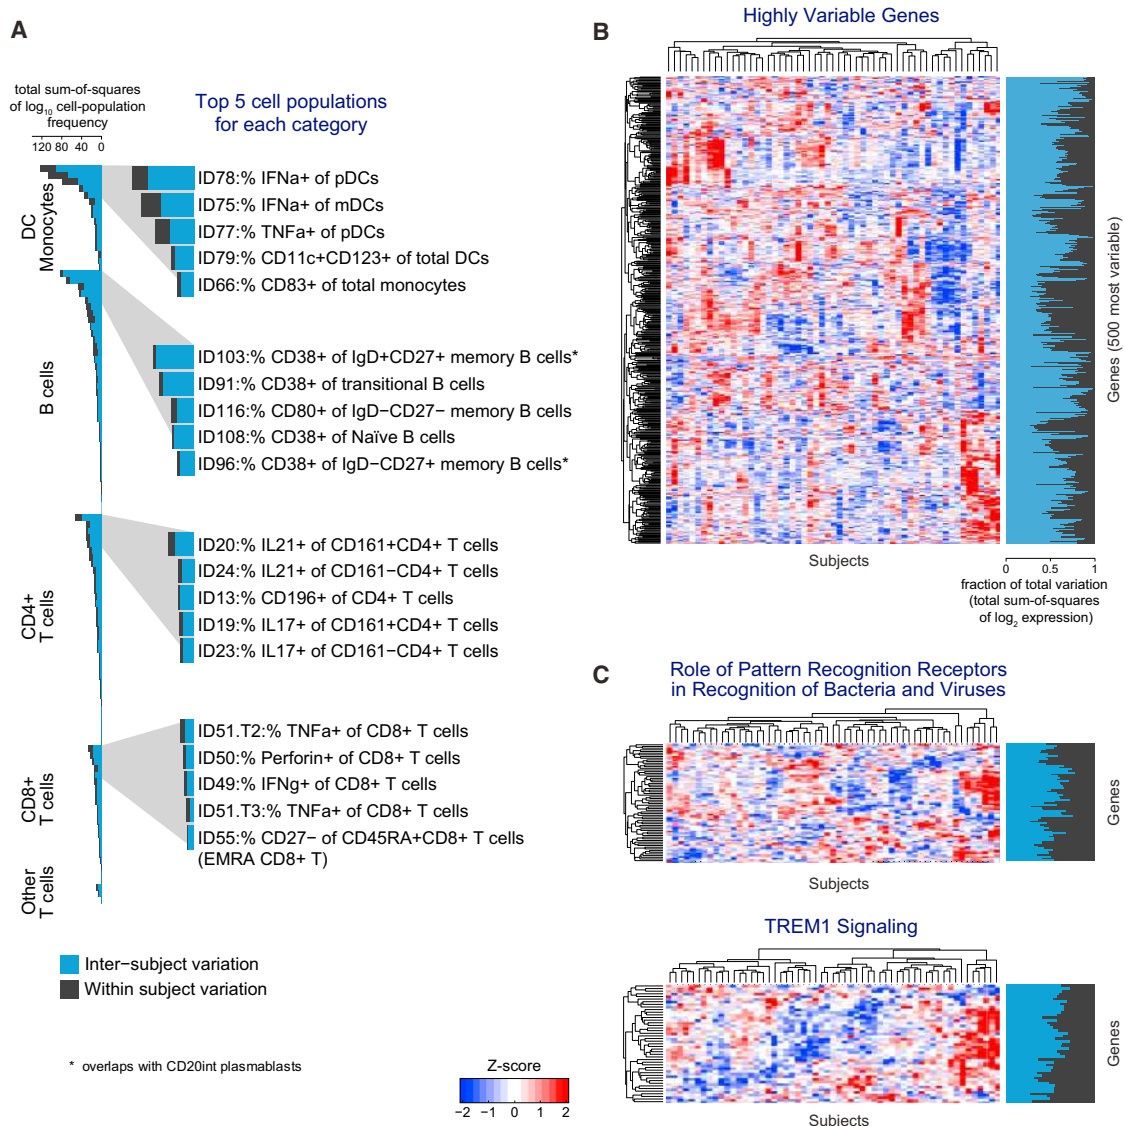 A
total sum-of-squares
of log10 cell-population
frequency
120 80 40 0
Top 5 cell populations
for each category
DC
Monocytes
ID78:% IFNa+ of pDCs
ID75:% IFNa+ of mDCs
ID77:% TNFa+ of pDCs
ID79:% CD11c+CD123+ of total DCs
ID66:% CD83+ of total monocytes
B cells
ID103:% CD38+ of IgD+CD27+ memory B cells*
ID91:% CD38+ of transitional B cells
ID116:% CD80+ of IgD−CD27− memory B cells
ID108:% CD38+ of Naïve B cells
ID96:% CD38+ of IgD−CD27+ memory B cells*
CD4+
T cells
ID20:% IL21+ of CD161+CD4+ T cells
ID24:% IL21+ of CD161−CD4+ T cells
ID13:% CD196+ of CD4+ T cells
ID19:% IL17+ of CD161+CD4+ T cells
ID23:% IL17+ of CD161−CD4+ T cells
CD8+
T cells
ID51.T2:% TNFa+ of CD8+ T cells
ID50:% Perforin+ of CD8+ T cells
ID49:% IFNg+ of CD8+ T cells
ID51.T3:% TNFa+ of CD8+ T cells
ID55:% CD27− of CD45RA+CD8+ T cells
(EMRA CD8+ T)
Other
T cells
Inter−subject variation
Within subject variation
* overlaps with CD20int plasmablasts
Z-score
−2 −1 0 1 2
B
Highly Variable Genes
Genes (500 most variable)
Subjects
0 0.5 1
fraction of total variation
(total sum-of-squares
of log2 expression)
C
Role of Pattern Recognition Receptors
in Recognition of Bacteria and Viruses
Genes
Subjects
TREM1 Signaling
Genes
Subjects